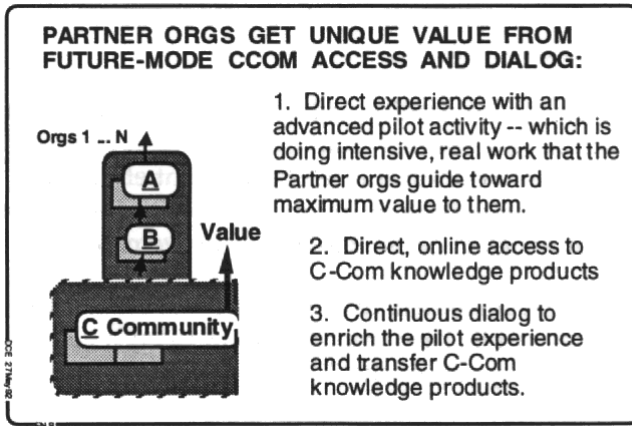 PARTNER ORGS GET UNIQUE VALUE FROM
FUTURE-MODE CCOM ACCESS AND DIALOG:
Orgs 1 ... N
A
B
Value
C Community
1. Direct experience with an
advanced pilot activity -- which is
doing intensive, real work that the
Partner orgs guide toward
maximum value to them.
2. Direct, online access to
C-Com knowledge products
3. Continuous dialog to
enrich the pilot experience
and transfer C-Com
knowledge products.
27May92